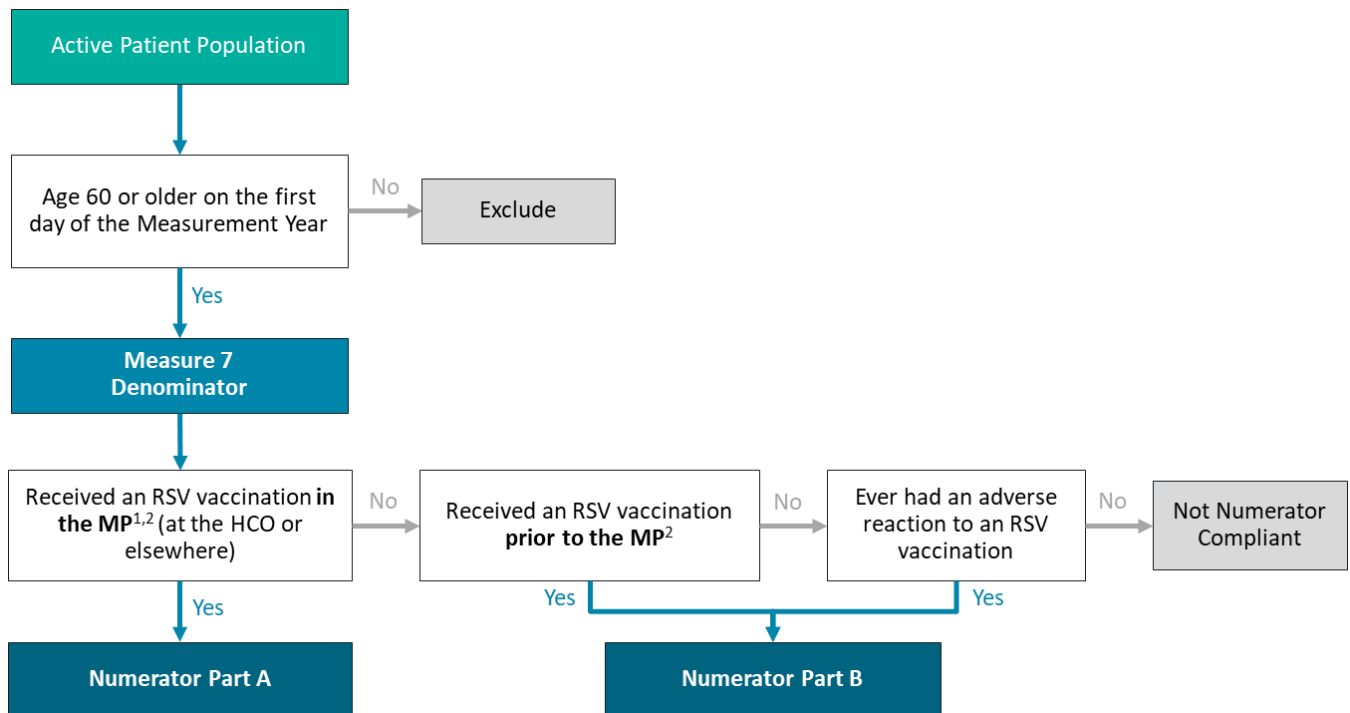 Active Patient Population
Age 60 or older on the first
day of the Measurement Year
No
Exclude
Yes
Measure 7
Denominator
Received an RSV vaccination in
the MP1,2 (at the HCO or
elsewhere)
No
Received an RSV vaccination
prior to the MP2
No
Ever had an adverse
reaction to an RSV
vaccination
No
Not Numerator
Compliant
Yes
Yes
Yes
Numerator Part A
Numerator Part B